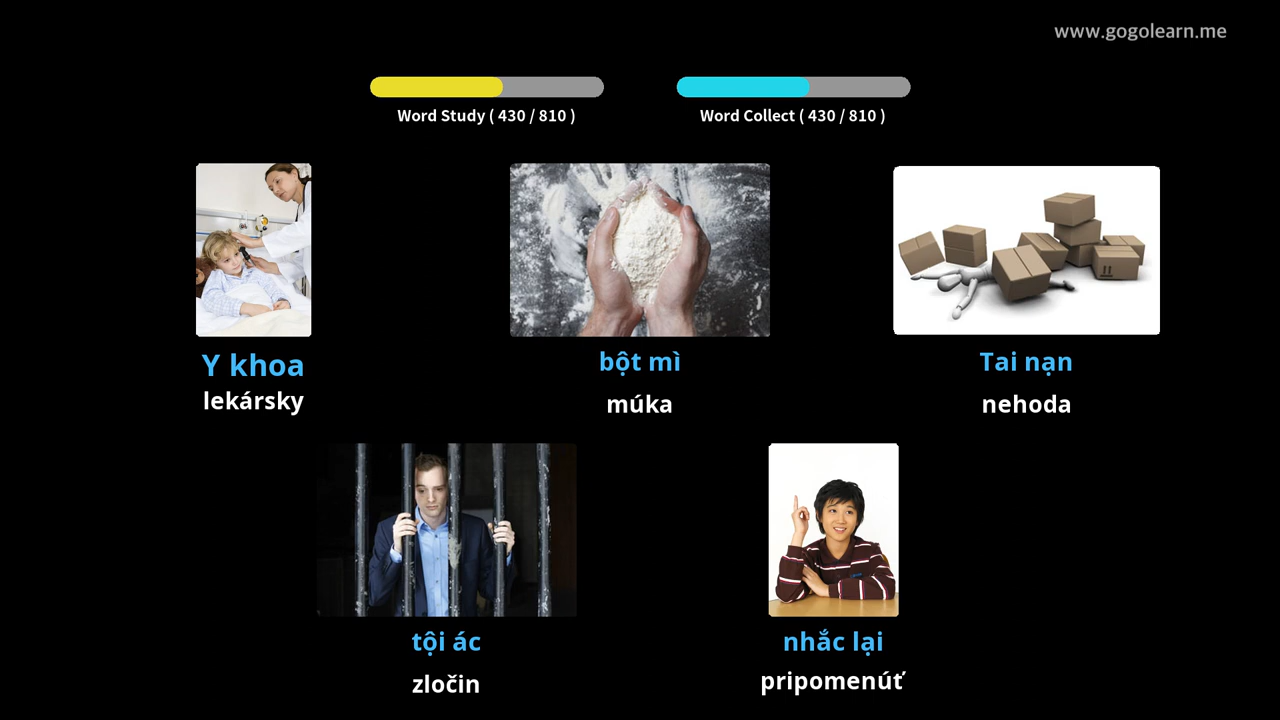 www.gogolearn.me
Word Study ( 430 / 810 )
Word Collect ( 430 / 810 )
Y khoa
lekársky
bột mì
múka
Tai nạn
nehoda
tội ác
zločin
nhắc lại
pripomenúť